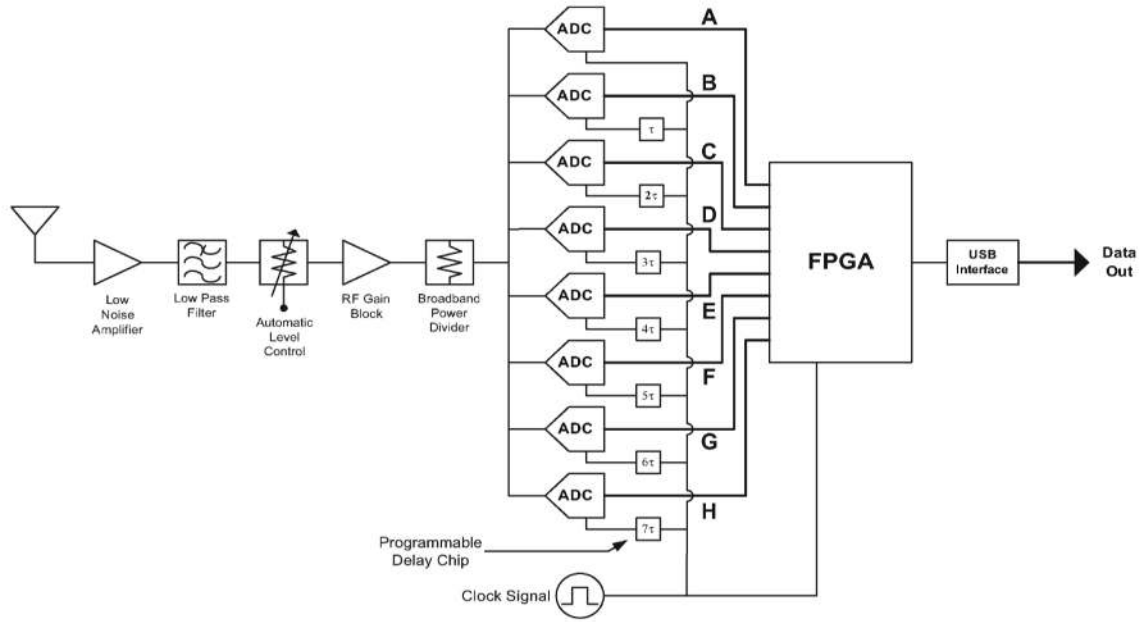 ADC
A
ADC
B
τ
ADC
C
2τ
ADC
D
3τ
ADC
E
4τ
ADC
F
5τ
ADC
G
6τ
ADC
H
7τ
Low
Noise
Amplifier
Low Pass
Filter
Automatic
Level
Control
RF Gain
Block
Broadband
Power
Divider
FPGA
USB
Interface
Data
Out
Programmable
Delay Chip
Clock Signal